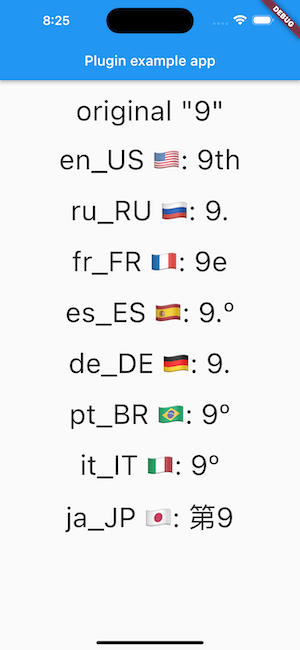 8:25
DEBUG
Plugin example app
original "9"
en_US 🇺🇸: 9th
ru_RU 🇷🇺: 9.
fr_FR 🇫🇷: 9e
es_ES 🇪🇸: 9.º
de_DE 🇩🇪: 9.
pt_BR 🇧🇷: 9º
it_IT 🇮🇹: 9º
ja_JP 🇯🇵: 第9